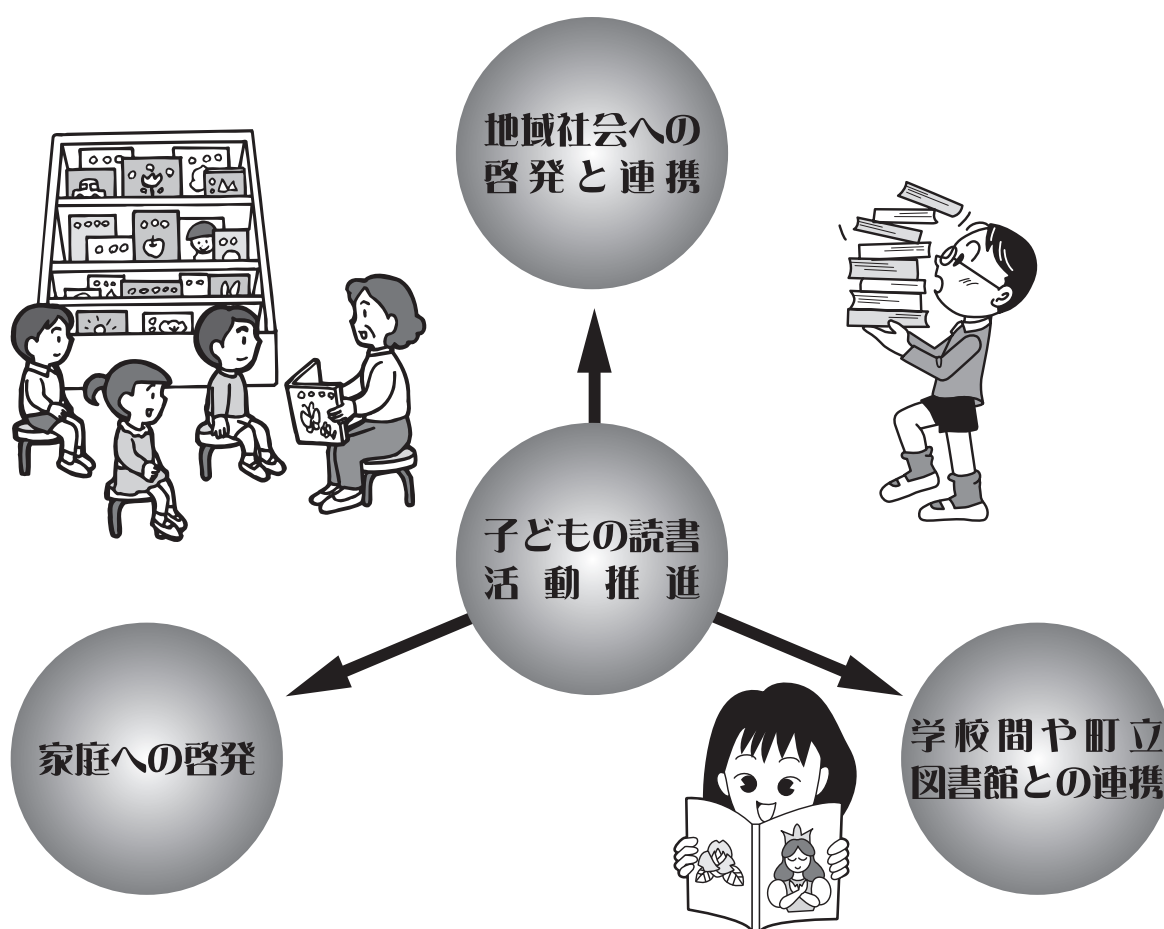 地域社会への
啓発と連携
子どもの読書
活動推進
家庭への啓発
学校間や町立
図書館との連携